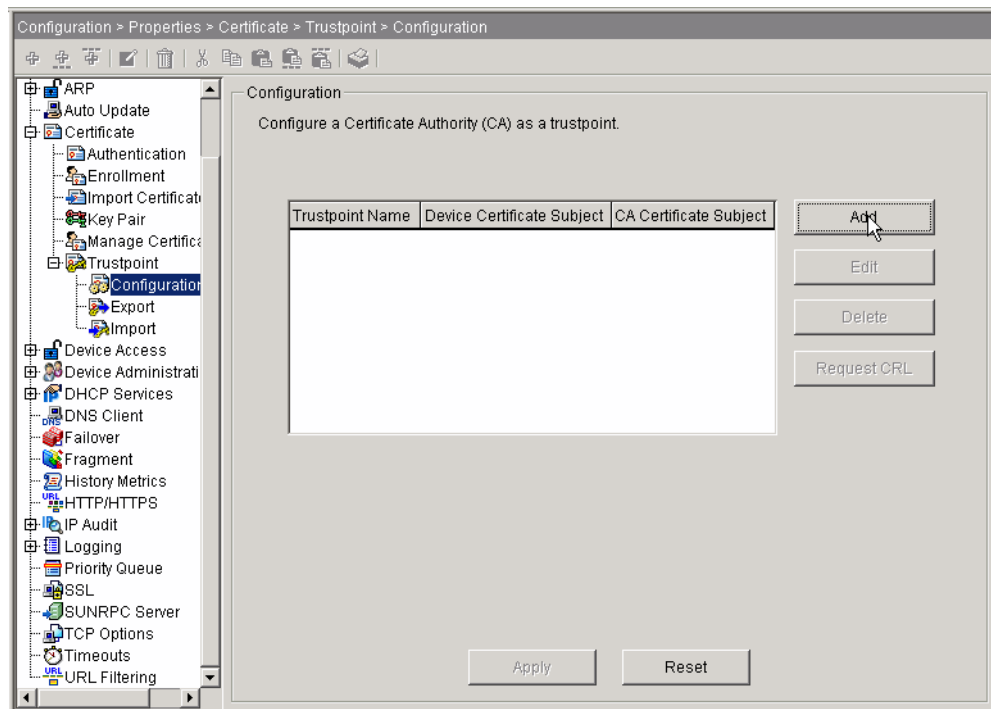 Configuration > Properties > Certificate > Trustpoint > Configuration
ARP
Auto Update
Certificate
Authentication
Enrollment
Import Certificati
Key Pair
Manage Certifica
Trustpoint
Configuration
Export
Import
Device Access
Device Administrati
DHCP Services
DNS Client
Failover
Fragment
History Metrics
HTTP/HTTPS
IP Audit
Logging
Priority Queue
SSL
SUNRPC Server
TCP Options
Timeouts
URL Filtering
Configuration
Configure a Certificate Authority (CA) as a trustpoint.
Trustpoint Name Device Certificate Subject CA Certificate Subject
Add
Edit
Delete
Request CRL
Apply Reset